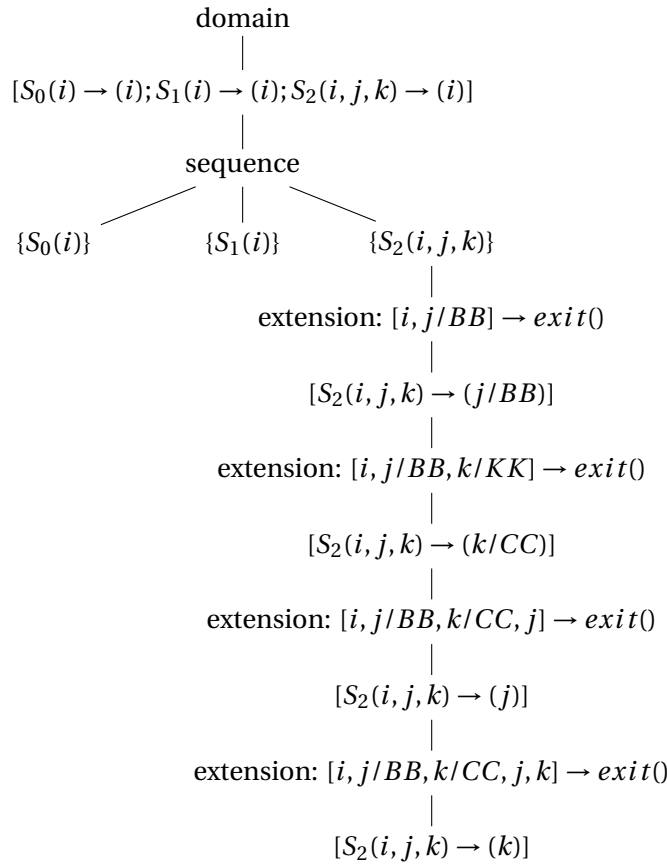 domain
[S₀(i) → (i); S₁(i) → (i); S₂(i, j, k) → (i)]
sequence
{S₀(i)} {S₁(i)} {S₂(i, j, k)}
extension: [i, j/BB] → exit()
[S₂(i, j, k) → (j/BB)]
extension: [i, j/BB, k/KK] → exit()
[S₂(i, j, k) → (k/CC)]
extension: [i, j/BB, k/CC, j] → exit()
[S₂(i, j, k) → (j)]
extension: [i, j/BB, k/CC, j, k] → exit()
[S₂(i, j, k) → (k)]